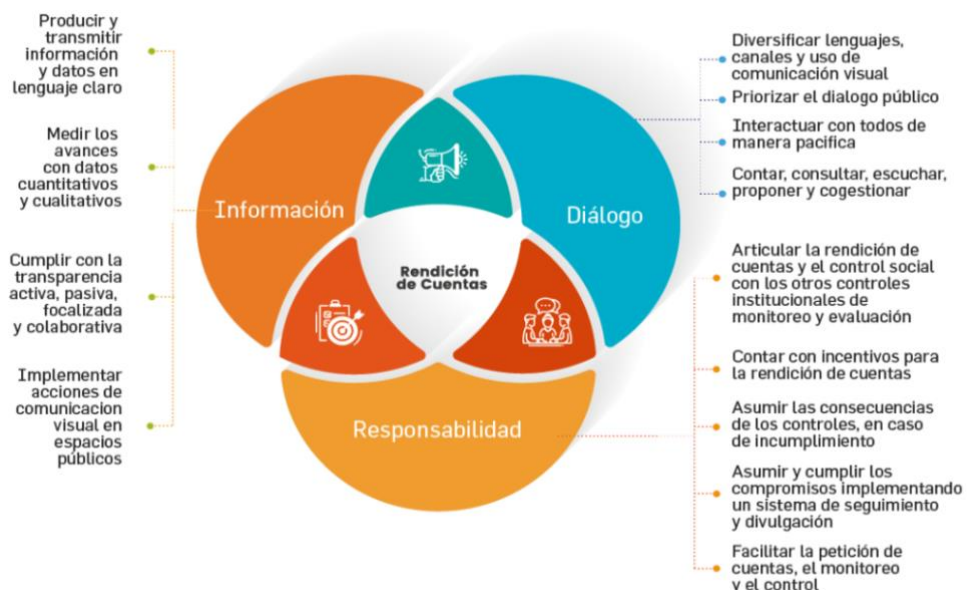 Producir y
transmitir
información
y datos en
lenguaje claro
Medir los
avances
con datos
cuantitativos
y cualitativos
Cumplir con la
transparencia
activa, pasiva,
focalizada
y colaborativa
Implementar
acciones de
comunicacion
visual en
espacios
públicos
Información
Diálogo
Rendición
de Cuentas
Responsabilidad
Diversificar lenguajes,
canales y uso de
comunicación visual
Priorizar el dialogo público
Interactuar con todos de
manera pacifica
Contar, consultar, escuchar,
proponer y cogestionar
Articular la rendición de
cuentas y el control social
con los otros controles
institucionales de
monitoreo y evaluación
Contar con incentivos para
la rendición de cuentas
Asumir las consecuencias
de los controles, en caso
de incumplimiento
Asumir y cumplir los
compromisos implementando
un sistema de seguimiento
y divulgación
Facilitar la petición de
cuentas, el monitoreo
y el control